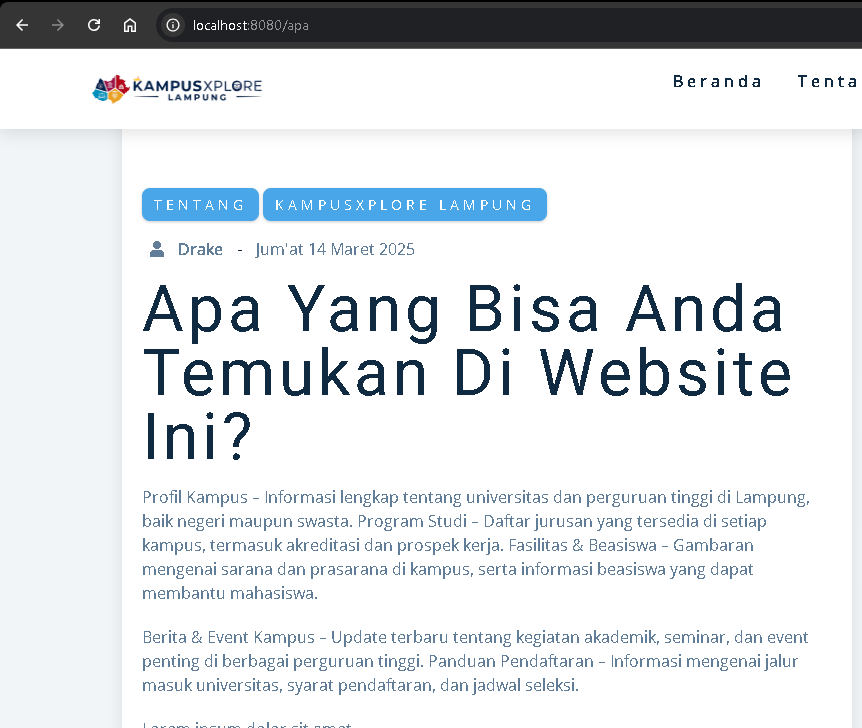 localhost:8080/apa
KAMPUSXPLORE
LAMPUNG
Beranda Tenta
TENTANG KAMPUSXPLORE LAMPUNG
Drake - Jum'at 14 Maret 2025
Apa Yang Bisa Anda
Temukan Di Website
Ini?
Profil Kampus – Informasi lengkap tentang universitas dan perguruan tinggi di Lampung,
baik negeri maupun swasta. Program Studi – Daftar jurusan yang tersedia di setiap
kampus, termasuk akreditasi dan prospek kerja. Fasilitas & Beasiswa – Gambaran
mengenai sarana dan prasarana di kampus, serta informasi beasiswa yang dapat
membantu mahasiswa.
Berita & Event Kampus – Update terbaru tentang kegiatan akademik, seminar, dan event
penting di berbagai perguruan tinggi. Panduan Pendaftaran – Informasi mengenai jalur
masuk universitas, syarat pendaftaran, dan jadwal seleksi.
Lorem ipsum dolor sit amet